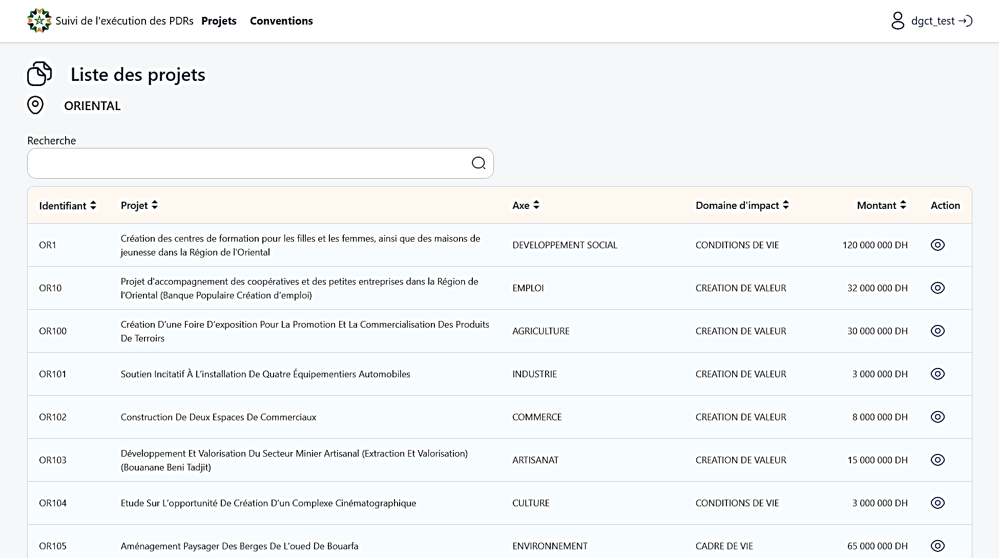 Suivi de l'exécution des PDRs Projets Conventions dgct_test
Liste des projets
ORIENTAL
Recherche
Identifiant Projet Axe Domaine d'impact Montant Action
OR1 Création des centres de formation pour les filles et les femmes, ainsi que des maisons de
jeunesse dans la Région de l'Oriental DEVELOPPEMENT SOCIAL CONDITIONS DE VIE 120 000 000 DH
OR10 Projet d'accompagnement des coopératives et des petites entreprises dans la Région de
l'Oriental (Banque Populaire Création d’emploi) EMPLOI CREATION DE VALEUR 32 000 000 DH
OR100 Création D’une Foire D’exposition Pour La Promotion Et La Commercialisation Des Produits
De Terroirs AGRICULTURE CREATION DE VALEUR 30 000 000 DH
OR101 Soutien Incitatif À L’installation De Quatre Équipementiers Automobiles INDUSTRIE CREATION DE VALEUR 3 000 000 DH
OR102 Construction De Deux Espaces De Commerciaux COMMERCE CREATION DE VALEUR 8 000 000 DH
OR103 Développement Et Valorisation Du Secteur Minier Artisanal (Extraction Et Valorisation)
(Bouanane Beni Tadjit) ARTISANAT CREATION DE VALEUR 15 000 000 DH
OR104 Etude Sur L’opportunité De Création D’un Complexe Cinématographique CULTURE CONDITIONS DE VIE 3 000 000 DH
OR105 Aménagement Paysager Des Berges De L’oued De Bouarfa ENVIRONNEMENT CADRE DE VIE 65 000 000 DH